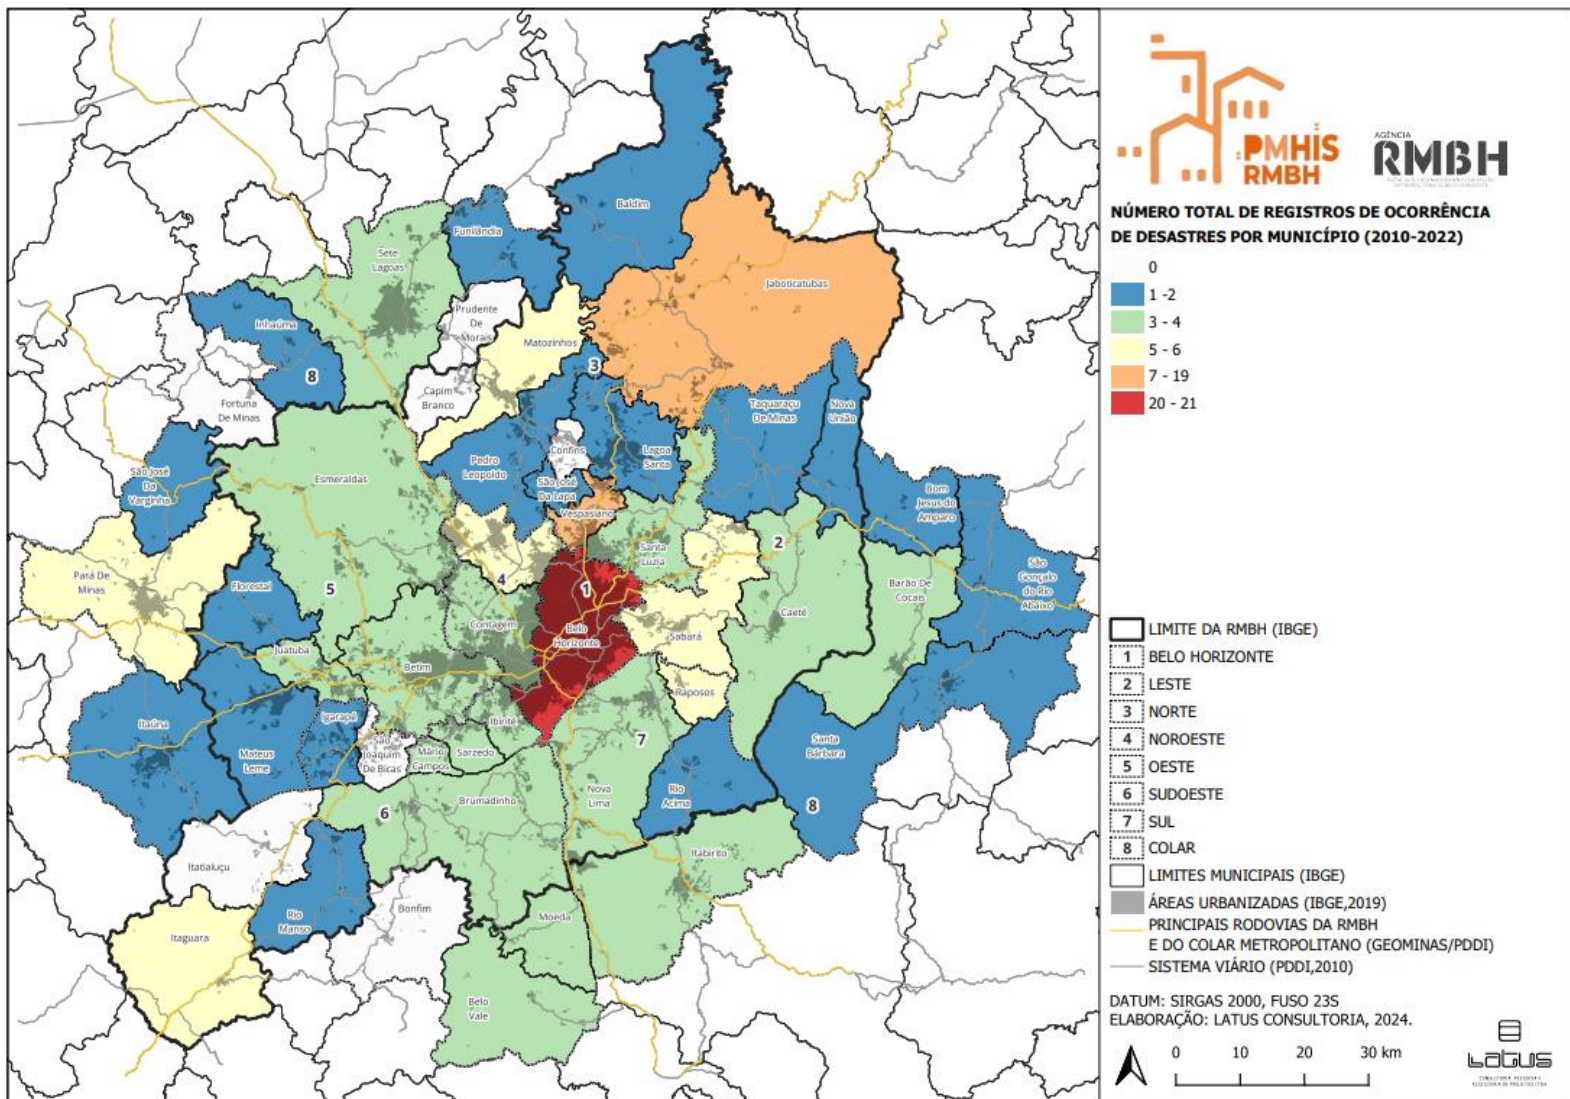 Baldim
Funilândia
Sete
Lagoas
Jaboticatubas
Prudente
De
Morais
Inhaúma
Matozinhos
3
8
Capim
Branco
Fortuna
De Minas
Taquaraçu
De Minas
Nova
União
Confins
Lagoa
Santa
Pedro
Leopoldo
São José
Da
Varginha
Esmeraldas
São José
Da Lapa
Bom
Jesus do
Amparo
Vespasiano
2
Santa
Luzia
São
Gonçalo
do Rio
Abaixo
Pará De
Minas
Florestal
5
4
1
Barão De
Cocais
Caeté
Contagem
Belo
Horizonte
Sabará
Juatuba
Betim
Raposos
Itaúna
Igarapé
Ibirité
Mateus
Leme
São
Joaquim
De Bicas
Mário
Campos
Sarzedo
7
Santa
Bárbara
Brumadinho
Nova
Lima
Rio
Acima
6
8
Itabirito
Itatiaiuçu
Rio
Manso
Bonfim
Moeda
Itaguara
Belo
Vale
PMHIS
RMBH
AGÊNCIA
RMBH
NÚMERO TOTAL DE REGISTROS DE OCORRÊNCIA
DE DESASTRES POR MUNICÍPIO (2010-2022)
0
1 -2
3 - 4
5 - 6
7 - 19
20 - 21
LIMITE DA RMBH (IBGE)
1 BELO HORIZONTE
2 LESTE
3 NORTE
4 NOROESTE
5 OESTE
6 SUDOESTE
7 SUL
8 COLAR
LIMITES MUNICIPAIS (IBGE)
ÁREAS URBANIZADAS (IBGE,2019)
PRINCIPAIS RODOVIAS DA RMBH
E DO COLAR METROPOLITANO (GEOMINAS/PDDI)
SISTEMA VIÁRIO (PDDI,2010)
DATUM: SIRGAS 2000, FUSO 23S
ELABORAÇÃO: LATUS CONSULTORIA, 2024.
0 10 20 30 km
Latus